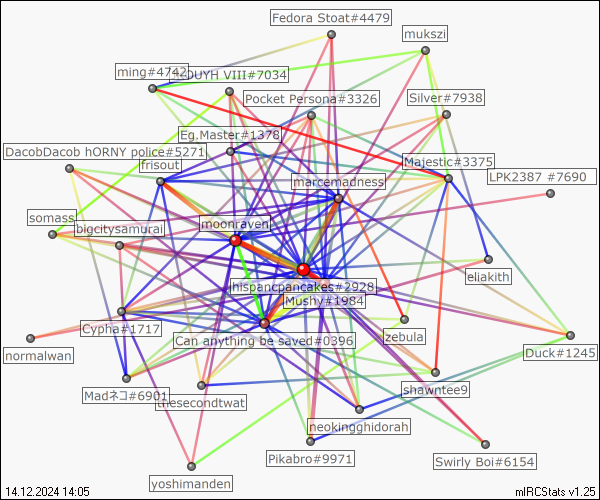 Fedora Stoat#4479
mukszi
ming#4742
DUYH VIII#7034
Pocket Persona#3326
Silver#7938
Eg.Master#1378
DacobDacob hORNY police#5271
frisout
Majestic#3375
LPK2387 #7690
marcemadness
somass
bigcitysamurai
moonraven
eliakith
hispancpancakes#2928
Mushy#1984
Cypha#1717
Can anything be saved#0396
zebula
normalwan
Duck#1245
Madネコ#6901
thesecondtwat
shawntee9
neokingghidorah
Pikabro#9971
Swirly Boi#6154
yoshimanden
14.12.2024 14:05
mIRCStats v1.25